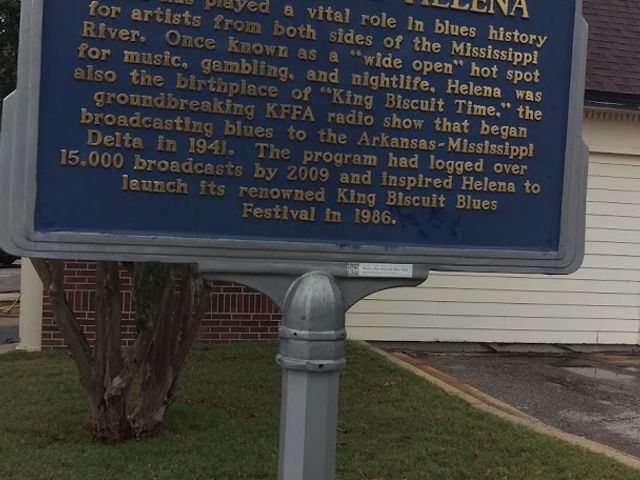 HELENA
has played a vital role in blues history
for artists from both sides of the Mississippi
River. Once known as a "wide open" hot spot
for music, gambling, and nightlife, Helena was
also the birthplace of "King Biscuit Time," the
groundbreaking KFFA radio show that began
broadcasting blues to the Arkansas-Mississippi
Delta in 1941. The program had logged over
15,000 broadcasts by 2009 and inspired Helena to
launch its renowned King Biscuit Blues
Festival in 1986.